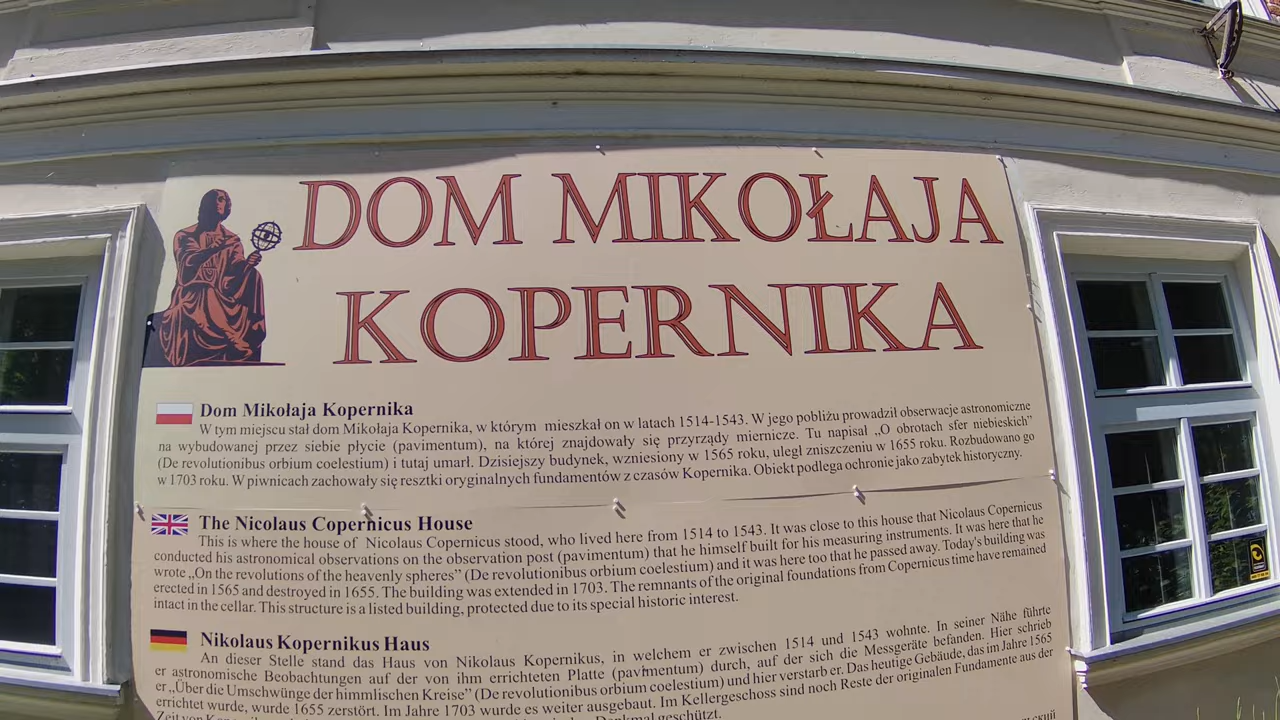 DOM MIKOŁAJA
KOPERNIKA
Dom Mikołaja Kopernika
W tym miejscu stał dom Mikołaja Kopernika, w którym mieszkał on w latach 1514-1543. W jego pobliżu prowadził obserwacje astronomiczne
na wybudowanej przez siebie płycie (pavimentum), na której znajdowały się przyrządy miernicze. Tu napisał „O obrotach sfer niebieskich”
(De revolutionibus orbium coelestium) i tutaj umarł. Dzisiejszy budynek, wzniesiony w 1565 roku, uległ zniszczeniu w 1655 roku. Rozbudowano go
w 1703 roku. W piwnicach zachowały się resztki oryginalnych fundamentów z czasów Kopernika. Obiekt podlega ochronie jako zabytek historyczny.
The Nicolaus Copernicus House
This is where the house of Nicolaus Copernicus stood, who lived here from 1514 to 1543. It was close to this house that Nicolaus Copernicus
conducted his astronomical observations on the observation post (pavimentum) that he himself built for his measuring instruments. It was here that he
wrote „On the revolutions of the heavenly spheres” (De revolutionibus orbium coelestium) and it was here too that he passed away. Today's building was
erected in 1565 and destroyed in 1655. The building was extended in 1703. The remnants of the original foundations from Copernicus time have remained
intact in the cellar. This structure is a listed building, protected due to its special historic interest.
Nikolaus Kopernikus Haus
An dieser Stelle stand das Haus von Nikolaus Kopernikus, in welchem er zwischen 1514 und 1543 wohnte. In seiner Nähe führte
er astronomische Beobachtungen auf der von ihm errichteten Platte (pavimentum) durch, auf der sich die Messgeräte befanden. Hier schrieb
er „Über die Umschwünge der himmlischen Kreise” (De revolutionibus orbium coelestium) und hier verstarb er. Das heutige Gebäude, das im Jahre 1565
errichtet wurde, wurde 1655 zerstört. Im Jahre 1703 wurde es weiter ausgebaut. Im Kellergeschoss sind noch Reste der originalen Fundamente aus der
Zeit von Denkmal geschützt.